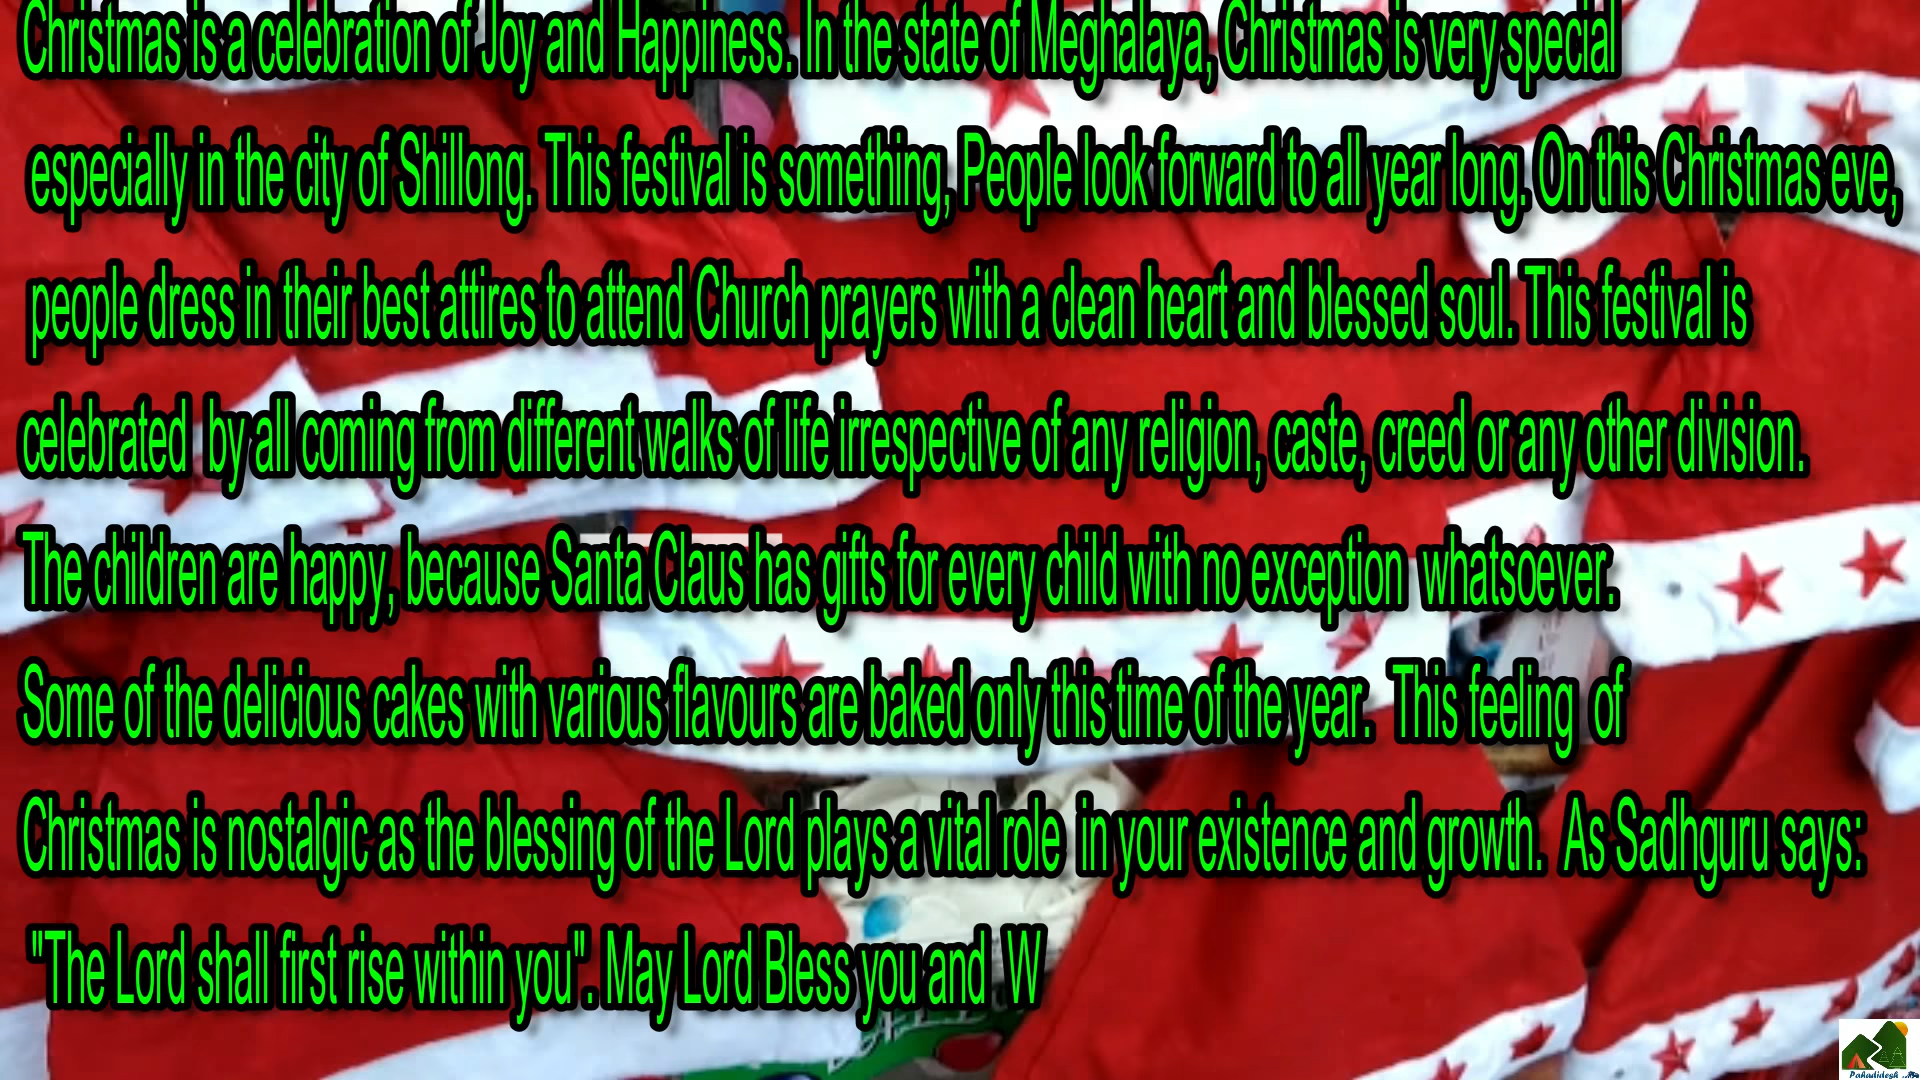 Christmas is a celebration of Joy and Happiness. In the state of Meghalaya, Christmas is very special
especially in the city of Shillong. This festival is something, People look forward to all year long. On this Christmas eve,
people dress in their best attires to attend Church prayers with a clean heart and blessed soul. This festival is
celebrated by all coming from different walks of life irrespective of any religion, caste, creed or any other division.
The children are happy, because Santa Claus has gifts for every child with no exception whatsoever.
Some of the delicious cakes with various flavours are baked only this time of the year. This feeling of
Christmas is nostalgic as the blessing of the Lord plays a vital role in your existence and growth. As Sadhguru says:
"The Lord shall first rise within you". May Lord Bless you and W
Pahadidesh